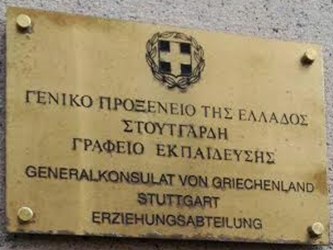 ΓΕΝΙΚΟ ΠΡΟΞΕΝΕΙΟ ΤΗΣ ΕΛΛΑΔΟΣ
ΣΤΟΥΤΓΑΡΔΗ
ΓΡΑΦΕΙΟ ΕΚΠΑΙΔΕΥΣΗΣ
GENERALKONSULAT VON GRIECHENLAND
STUTTGART
ERZIEHUNGSABTEILUNG